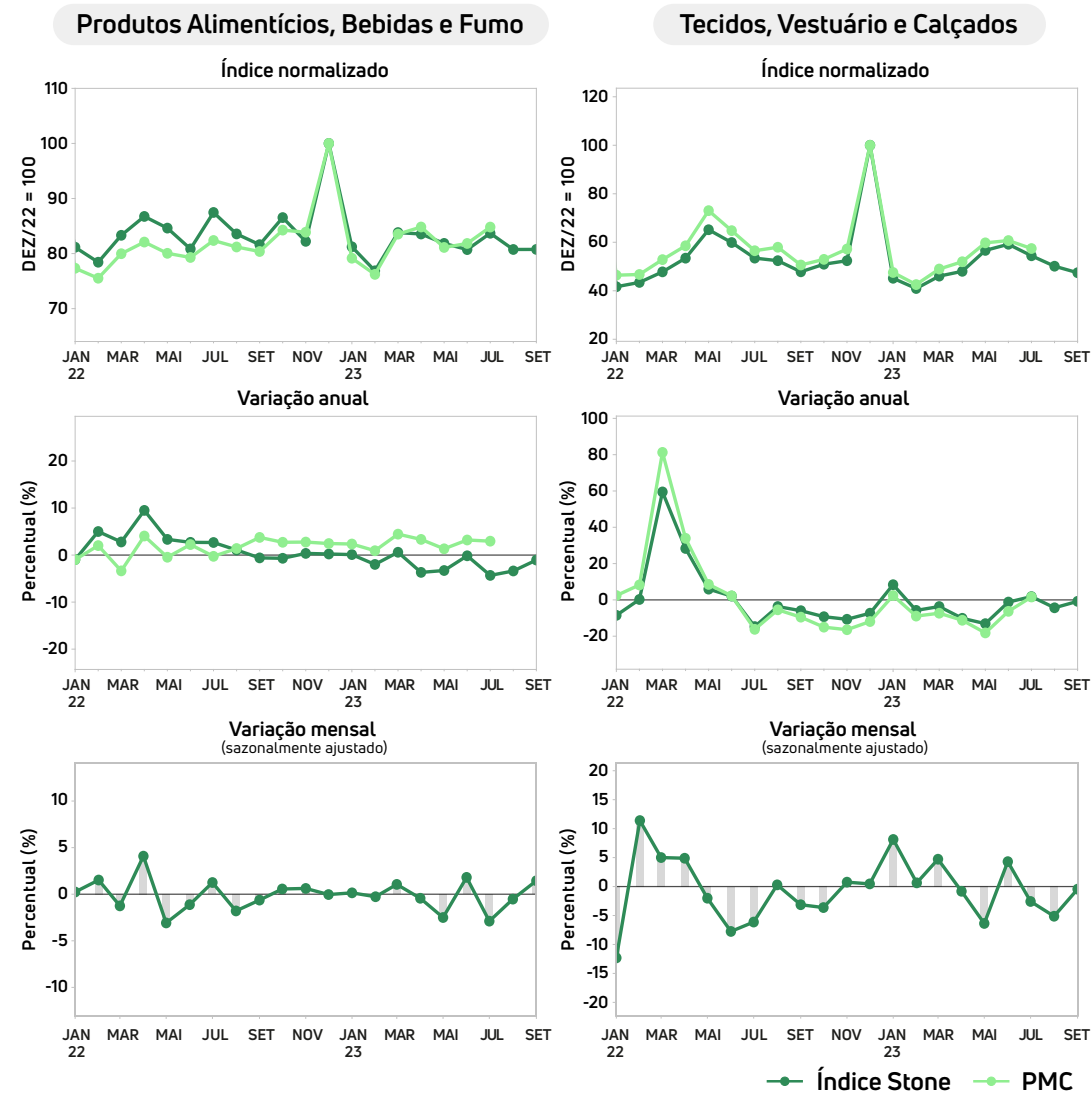 Produtos Alimentícios, Bebidas e Fumo
Índice normalizado
DEZ/22 = 100
110
100
90
80
70
JAN MAR MAI JUL SET NOV JAN MAR MAI JUL SET
22 23
Variação anual
Percentual (%)
20
10
0
-10
-20
JAN MAR MAI JUL SET NOV JAN MAR MAI JUL SET
22 23
Variação mensal
(sazonalmente ajustado)
Percentual (%)
10
5
0
-5
-10
JAN MAR MAI JUL SET NOV JAN MAR MAI JUL SET
22 23
Tecidos, Vestuário e Calçados
Índice normalizado
DEZ/22 = 100
120
100
80
60
40
20
JAN MAR MAI JUL SET NOV JAN MAR MAI JUL SET
22 23
Variação anual
Percentual (%)
100
80
60
40
20
0
-20
JAN MAR MAI JUL SET NOV JAN MAR MAI JUL SET
22 23
Variação mensal
(sazonalmente ajustado)
Percentual (%)
20
15
10
5
0
-5
-10
-15
-20
JAN MAR MAI JUL SET NOV JAN MAR MAI JUL SET
22 23
Índice Stone PMC